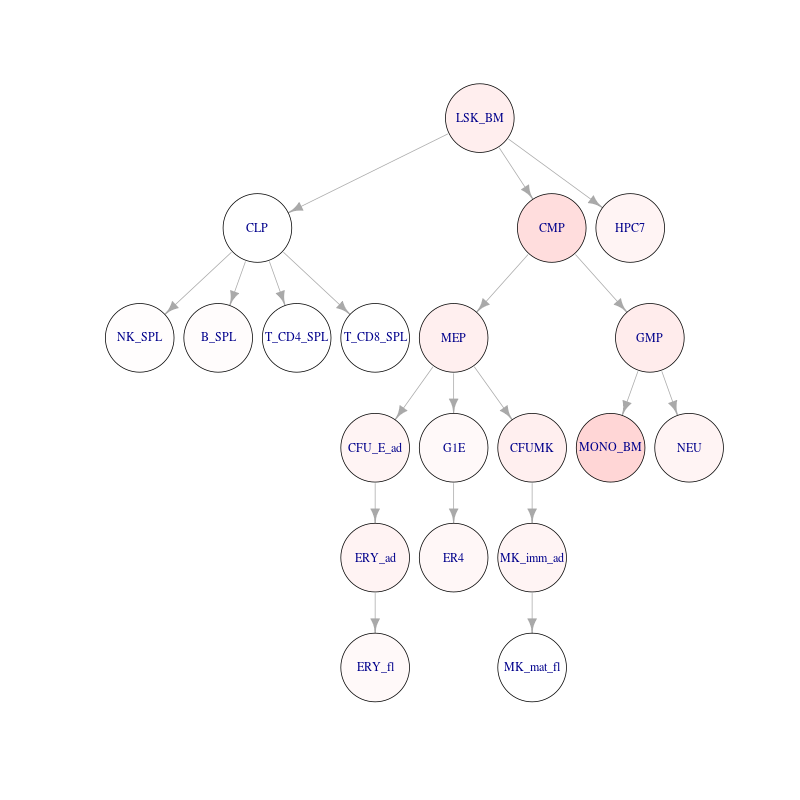 LSK_BM
CLP
CMP
HPC7
NK_SPL
B_SPL
T_CD4_SPL
T_CD8_SPL
MEP
GMP
CFU_E_ad
G1E
CFUMK
MONO_BM
NEU
ERY_ad
ER4
MK_imm_ad
ERY_fl
MK_mat_fl